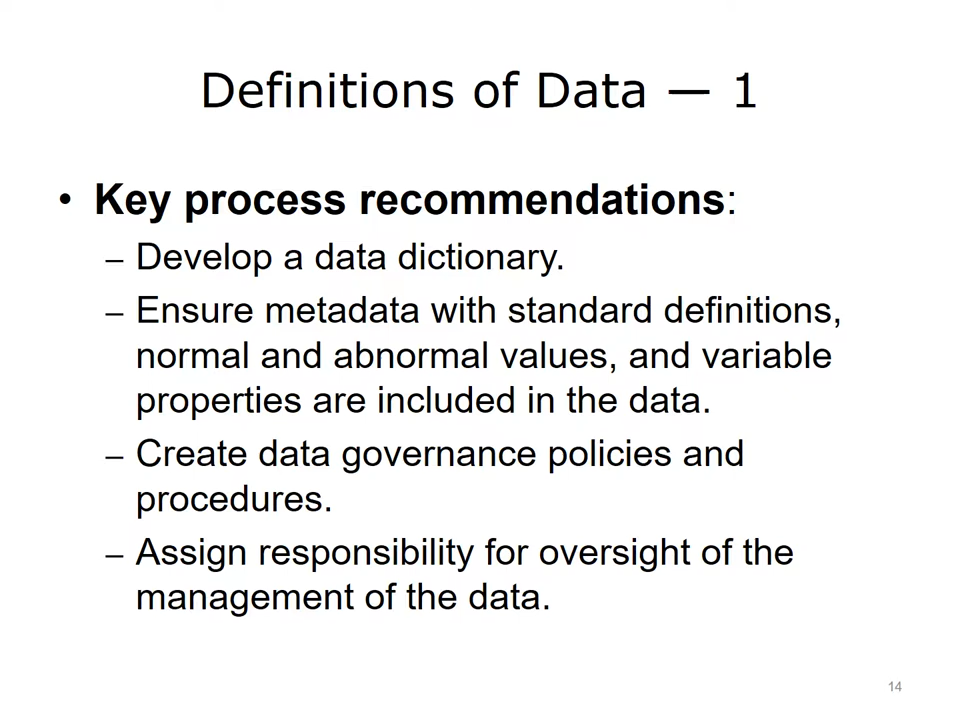 Definitions of Data — 1
• Key process recommendations:
– Develop a data dictionary.
– Ensure metadata with standard definitions,
normal and abnormal values, and variable
properties are included in the data.
– Create data governance policies and
procedures.
– Assign responsibility for oversight of the
management of the data.
14